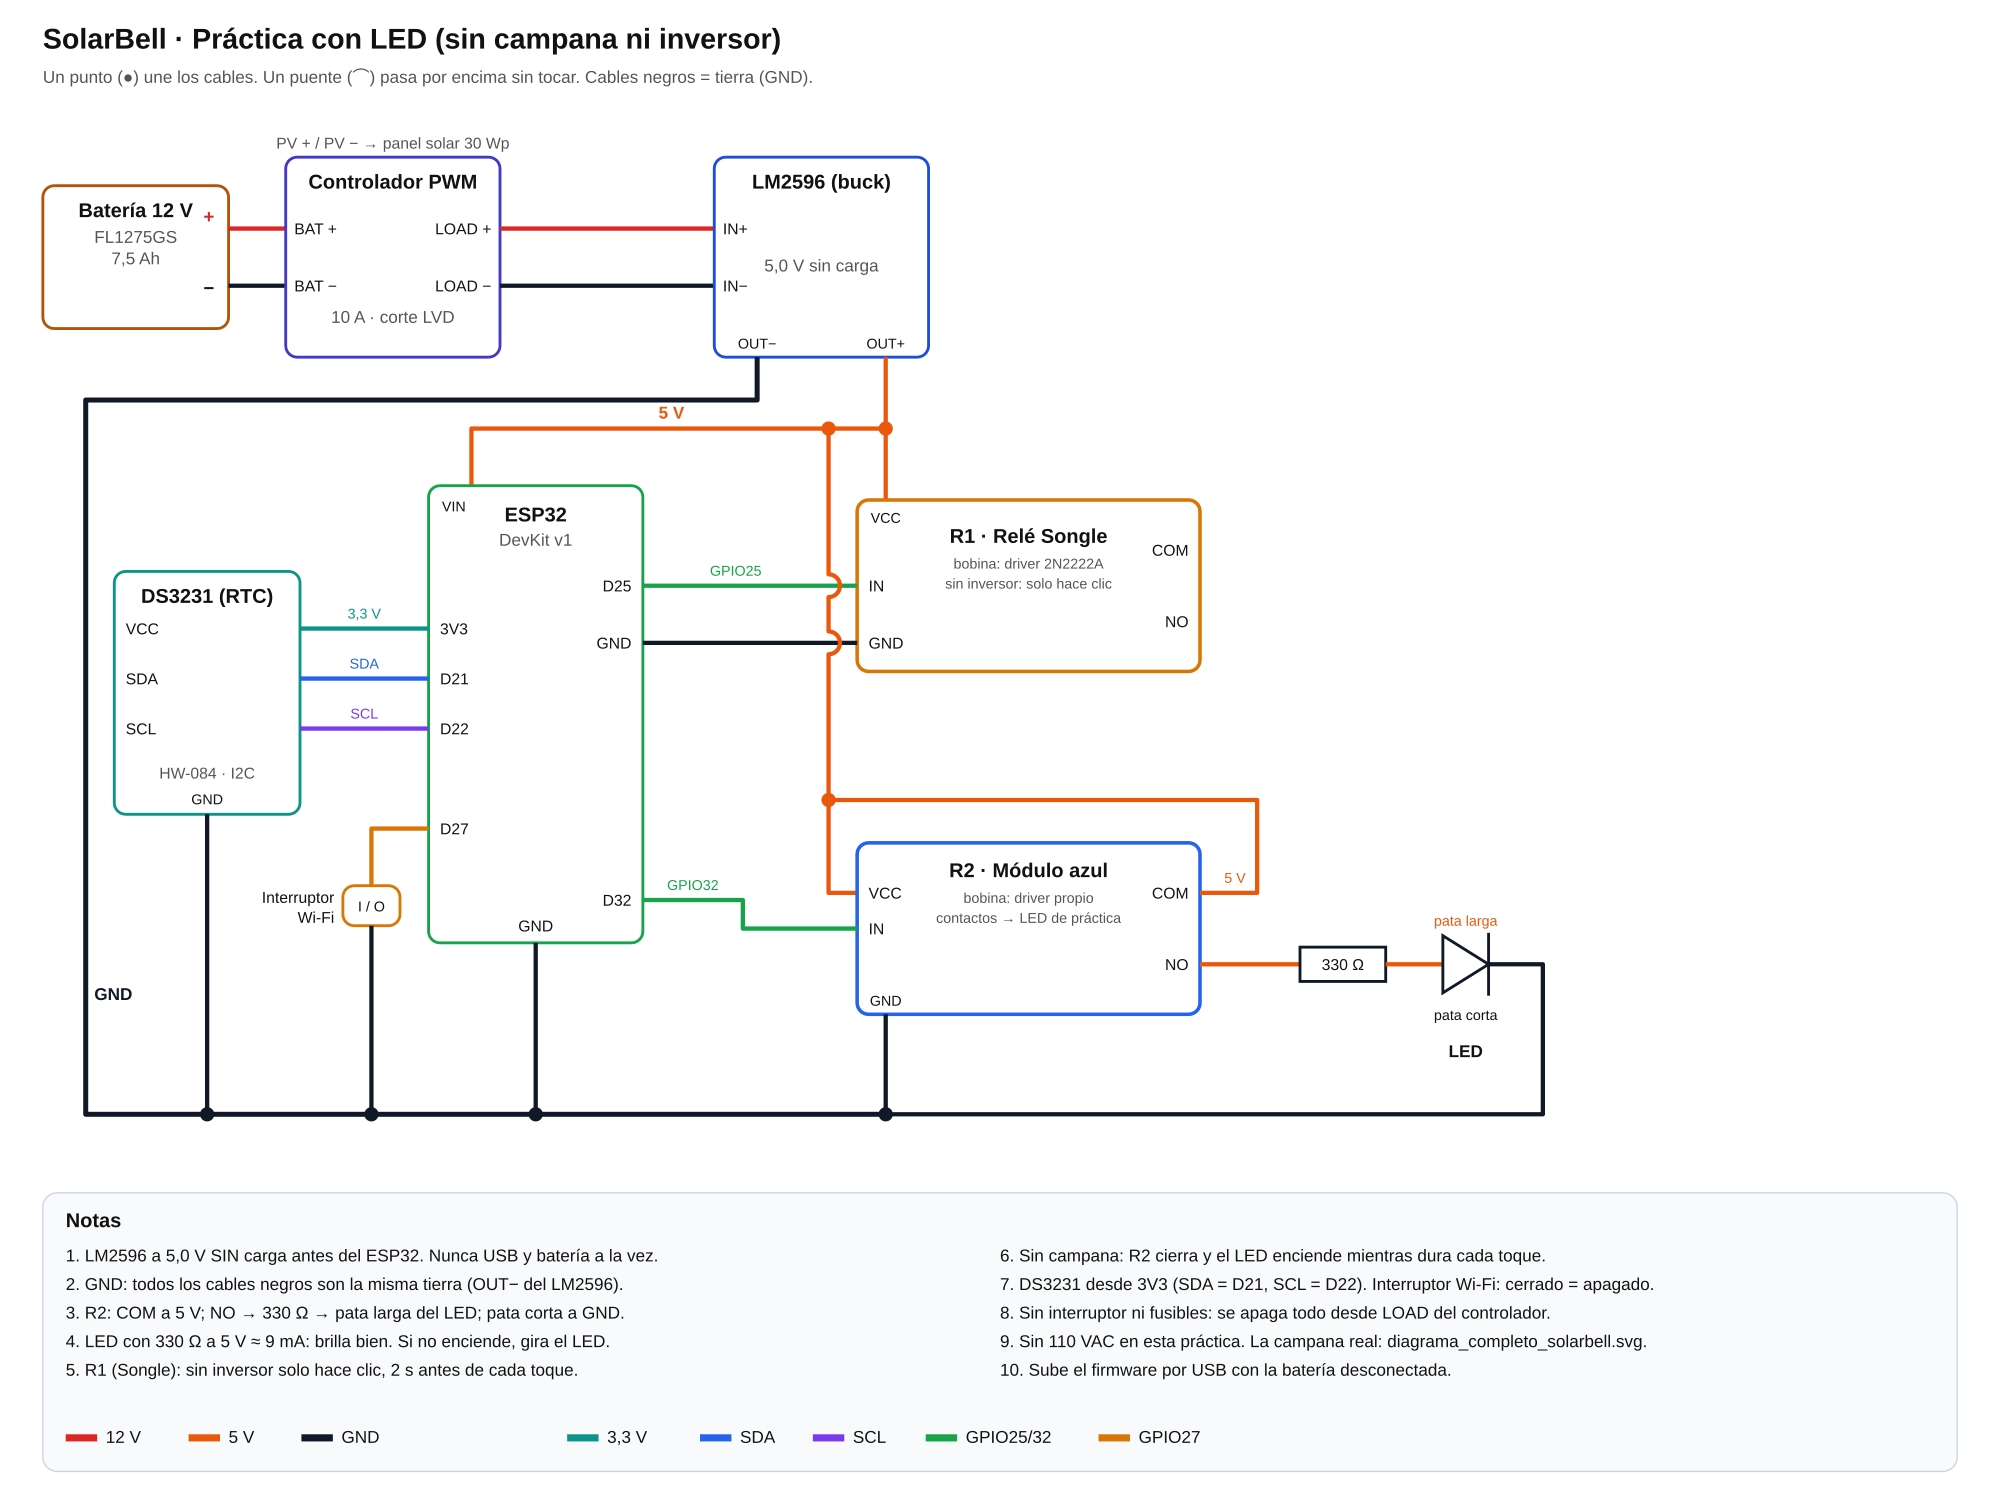 SolarBell · Práctica con LED (sin campana ni inversor)
Un punto (●) une los cables. Un puente (⌒) pasa por encima sin tocar. Cables negros = tierra (GND).
PV + / PV − → panel solar 30 Wp
Batería 12 V
+
FL1275GS
7,5 Ah
−
Controlador PWM
BAT +
LOAD +
BAT −
LOAD −
10 A · corte LVD
LM2596 (buck)
IN+
5,0 V sin carga
IN−
OUT−
OUT+
5 V
VIN
ESP32
DevKit v1
D25
3V3
GND
D21
D22
D27
D32
GND
GPIO25
GPIO32
DS3231 (RTC)
VCC
SDA
SCL
HW-084 · I2C
GND
3,3 V
SDA
SCL
Interruptor
Wi-Fi
I / O
GND
VCC
R1 · Relé Songle
bobina: driver 2N2222A
sin inversor: solo hace clic
COM
IN
NO
GND
R2 · Módulo azul
VCC
bobina: driver propio
contactos → LED de práctica
COM
IN
NO
GND
5 V
330 Ω
pata larga
pata corta
LED
Notas
1. LM2596 a 5,0 V SIN carga antes del ESP32. Nunca USB y batería a la vez.
2. GND: todos los cables negros son la misma tierra (OUT− del LM2596).
3. R2: COM a 5 V; NO → 330 Ω → pata larga del LED; pata corta a GND.
4. LED con 330 Ω a 5 V ≈ 9 mA: brilla bien. Si no enciende, gira el LED.
5. R1 (Songle): sin inversor solo hace clic, 2 s antes de cada toque.
6. Sin campana: R2 cierra y el LED enciende mientras dura cada toque.
7. DS3231 desde 3V3 (SDA = D21, SCL = D22). Interruptor Wi-Fi: cerrado = apagado.
8. Sin interruptor ni fusibles: se apaga todo desde LOAD del controlador.
9. Sin 110 VAC en esta práctica. La campana real: diagrama_completo_solarbell.svg.
10. Sube el firmware por USB con la batería desconectada.
12 V
5 V
GND
3,3 V
SDA
SCL
GPIO25/32
GPIO27